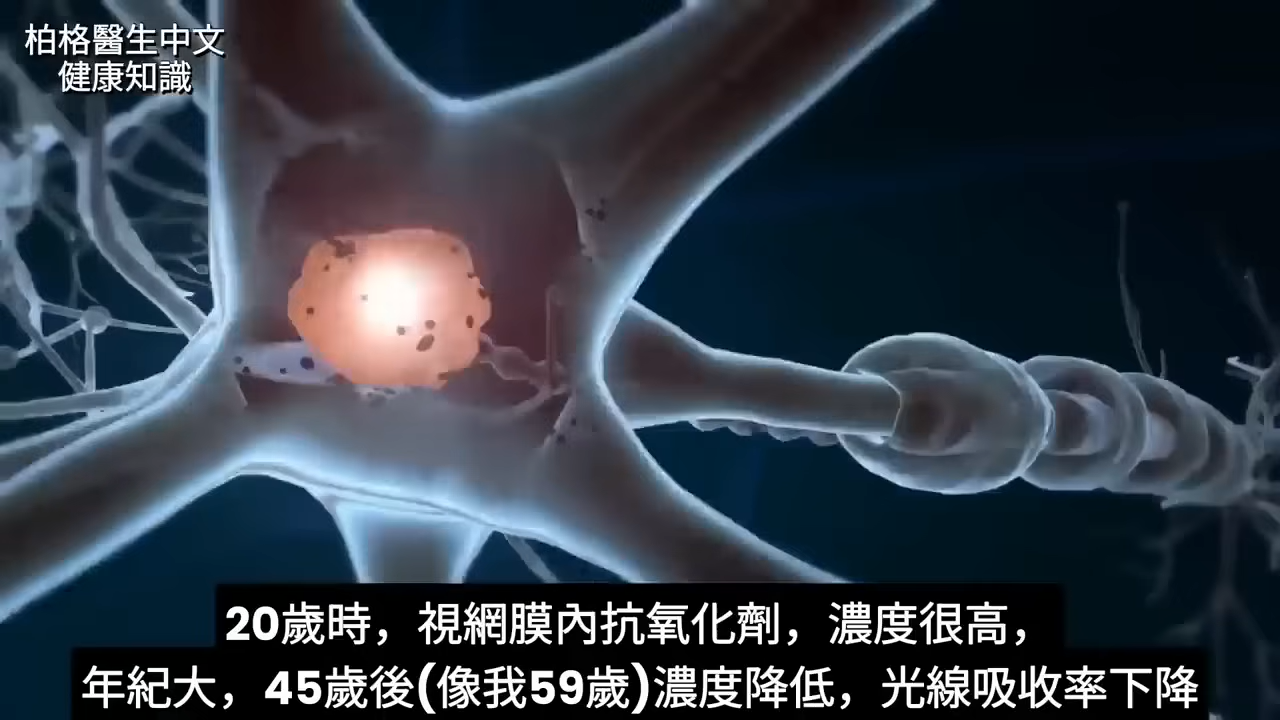 柏格醫生中文
健康知識
20歲時，視網膜內抗氧化劑，濃度很高，
年紀大，45歲後(像我59歲)濃度降低，光線吸收率下降